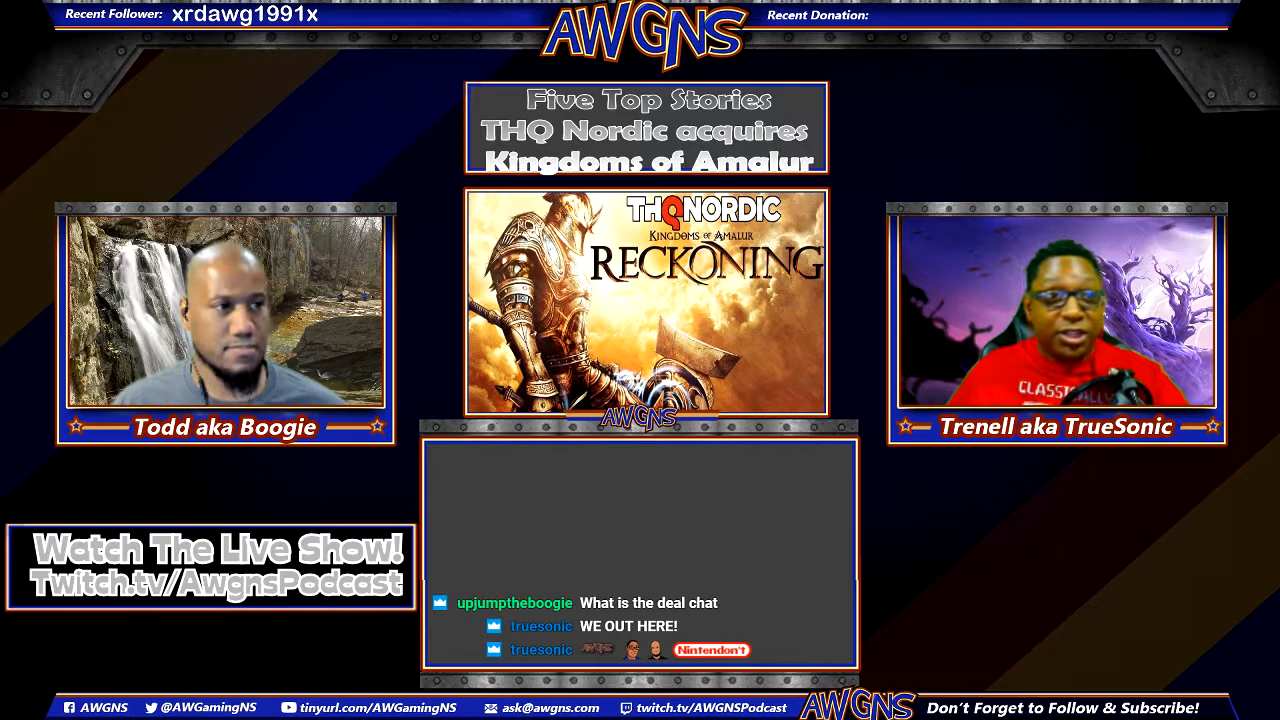 Recent Follower: xrdawg1991x
AWGNS
Recent Donation:
Five Top Stories
THQ Nordic acquires
Kingdoms of Amalur
THQ NORDIC
KINGDOMS OF AMALUR
RECKONING
AWGNS
Todd aka Boogie
CLASSICALLY
Trenell aka TrueSonic
Watch The Live Show!
Twitch.tv/AwgnsPodcast
upjumptheboogie What is the deal chat
truesonic WE OUT HERE!
truesonic AWGNS Nintendon't
AWGNS
@AWGamingNS
tinyurl.com/AWGamingNS
ask@awgns.com
twitch.tv/AWGNSPodcast
AWGNS
Don't Forget to Follow & Subscribe!